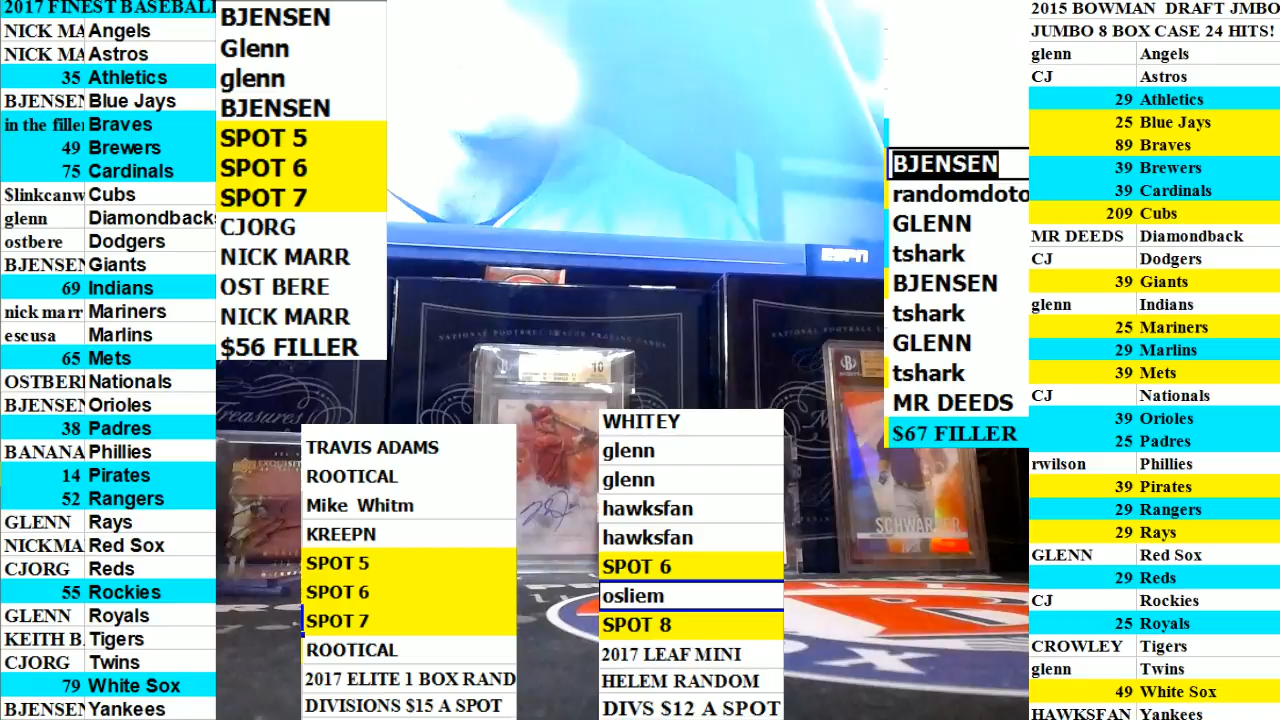 2017 FINEST BASEBALL
NICK MA Angels
NICK MA Astros
35 Athletics
BJENSEN Blue Jays
in the fille Braves
49 Brewers
75 Cardinals
$linkcanw Cubs
glenn Diamondbacks
ostbere Dodgers
BJENSEN Giants
69 Indians
nick marr Mariners
escusa Marlins
65 Mets
OSTBERE Nationals
BJENSEN Orioles
38 Padres
BANANA Phillies
14 Pirates
52 Rangers
GLENN Rays
NICKMA Red Sox
CJORG Reds
55 Rockies
GLENN Royals
KEITH B Tigers
CJORG Twins
79 White Sox
BJENSEN Yankees
BJENSEN
Glenn
glenn
BJENSEN
SPOT 5
SPOT 6
SPOT 7
CJORG
NICK MARR
OST BERE
NICK MARR
$56 FILLER
TRAVIS ADAMS
ROOTICAL
Mike Whitm
KREEPN
SPOT 5
SPOT 6
SPOT 7
ROOTICAL
2017 ELITE 1 BOX RAND
DIVISIONS $15 A SPOT
ESPN
NATIONAL FOOTBALL LEAGUE TRADING CARDS
Treasures
EXQUISITE
10
SCHWARBER
WHITEY
glenn
glenn
hawksfan
hawksfan
SPOT 6
osliem
SPOT 8
2017 LEAF MINI
HELEM RANDOM
DIVS $12 A SPOT
BJENSEN
randomdoto
GLENN
tshark
BJENSEN
tshark
GLENN
tshark
MR DEEDS
$67 FILLER
2015 BOWMAN DRAFT JMBO
JUMBO 8 BOX CASE 24 HITS!
glenn Angels
CJ Astros
29 Athletics
25 Blue Jays
89 Braves
39 Brewers
39 Cardinals
209 Cubs
MR DEEDS Diamondback
CJ Dodgers
39 Giants
glenn Indians
25 Mariners
29 Marlins
39 Mets
CJ Nationals
39 Orioles
25 Padres
rwilson Phillies
39 Pirates
29 Rangers
29 Rays
GLENN Red Sox
29 Reds
CJ Rockies
25 Royals
CROWLEY Tigers
glenn Twins
49 White Sox
HAWKSFAN Yankees